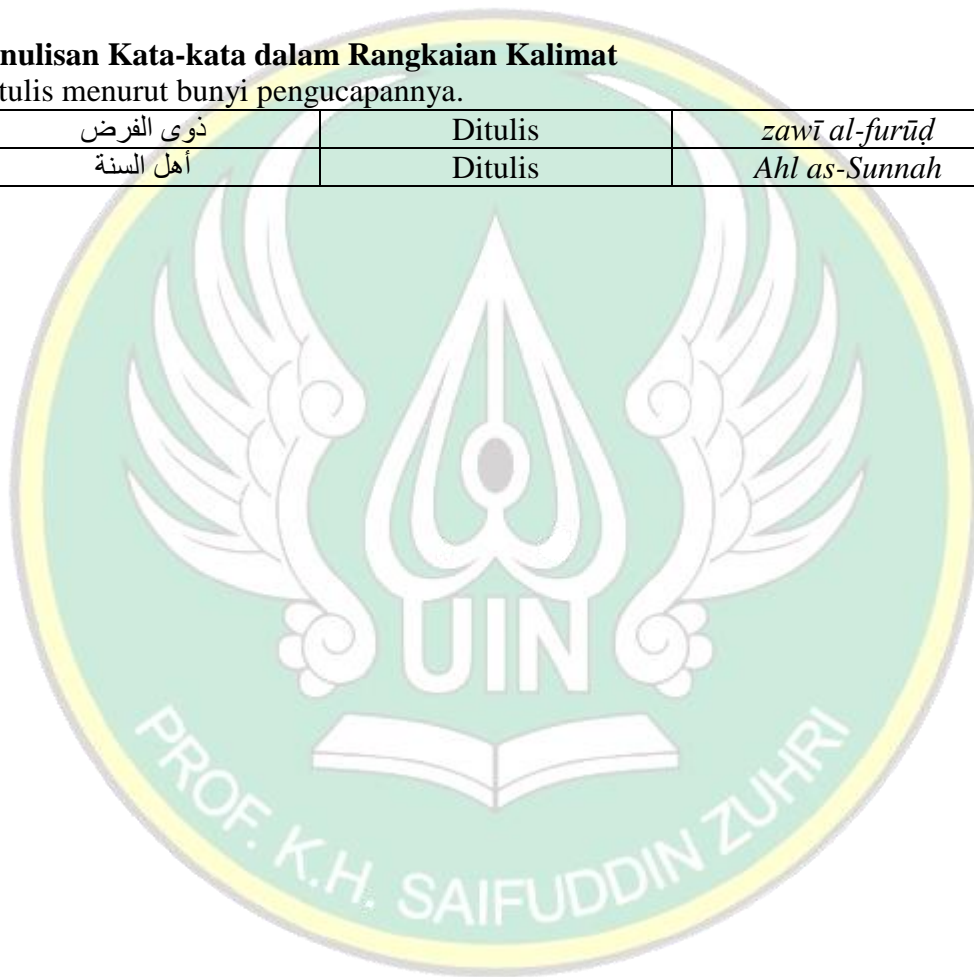 nulisan Kata-kata dalam Rangkaian Kalimat
tulis menurut bunyi pengucapannya.
ذوى الفرض Ditulis zawī al-furūḍ
أهل السنة Ditulis Ahl as-Sunnah
UIN
PROF. K.H. SAIFUDDIN ZUHRI